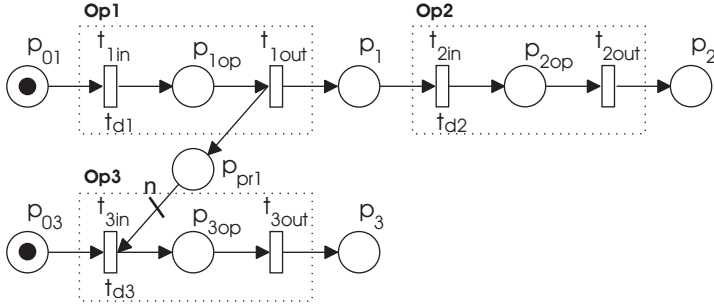 Op1
Op2
p01
t1in
p1op
t1out
p1
t2in
p2op
t2out
p2
td1
td2
Op3
n
ppr1
p03
t3in
p3op
t3out
p3
td3